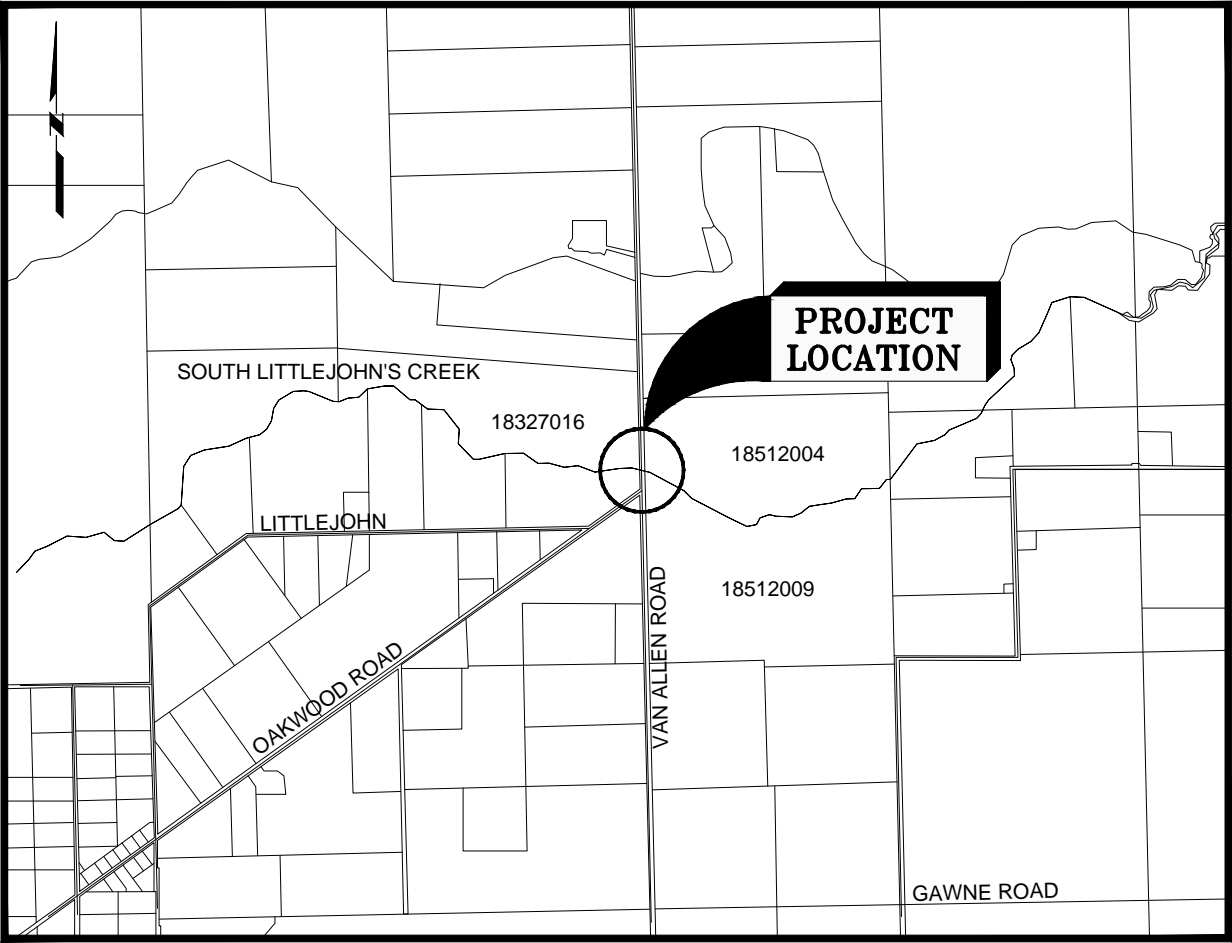 N
PROJECT
LOCATION
SOUTH LITTLEJOHN'S CREEK
18327016
18512004
LITTLEJOHN
18512009
VAN ALLEN ROAD
OAKWOOD ROAD
GAWNE ROAD